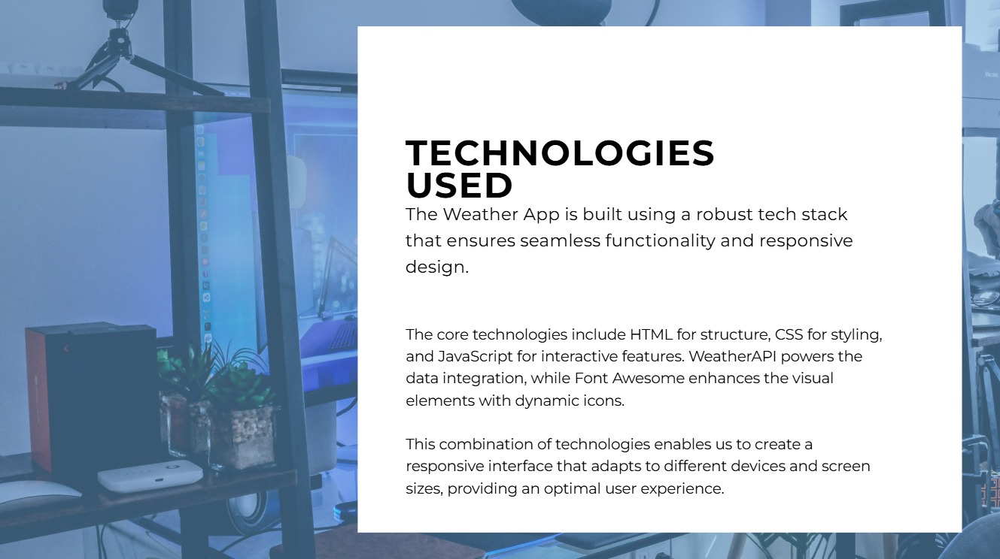 TECHNOLOGIES
USED
The Weather App is built using a robust tech stack
that ensures seamless functionality and responsive
design.
The core technologies include HTML for structure, CSS for styling,
and JavaScript for interactive features. WeatherAPI powers the
data integration, while Font Awesome enhances the visual
elements with dynamic icons.
This combination of technologies enables us to create a
responsive interface that adapts to different devices and screen
sizes, providing an optimal user experience.